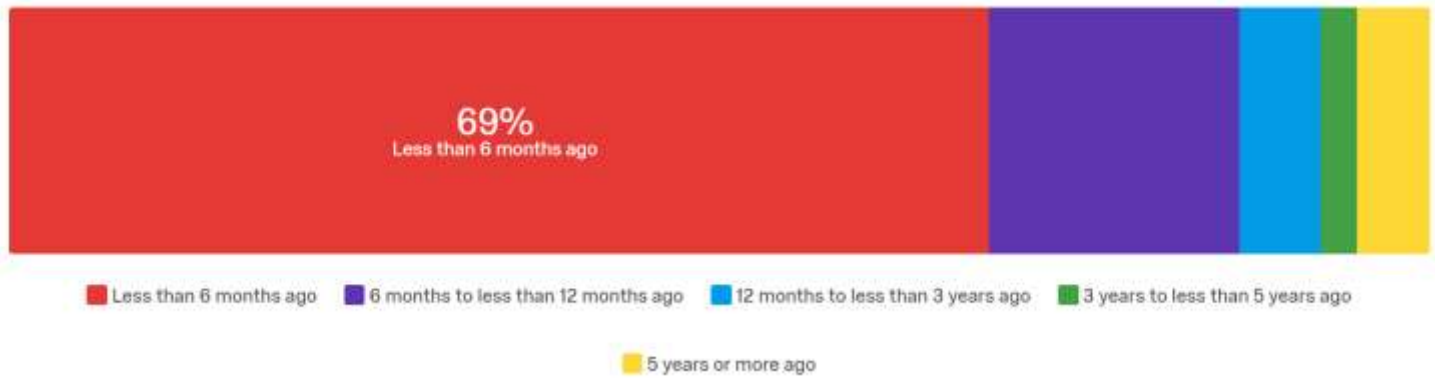 69%
Less than 6 months ago
Less than 6 months ago 6 months to less than 12 months ago 12 months to less than 3 years ago 3 years to less than 5 years ago
5 years or more ago